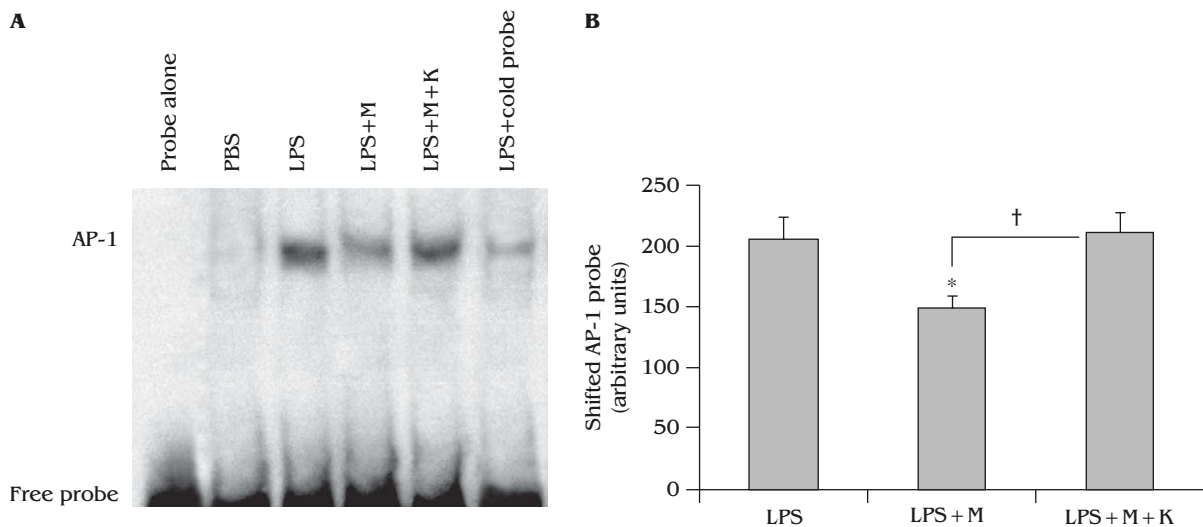 A
Probe alone
PBS
LPS
LPS+M
LPS+M+K
LPS+cold probe
AP-1
Free probe
B
Shifted AP-1 probe
(arbitrary units)
250
200
150
100
50
0
†
*
LPS
LPS+M
LPS+M+K